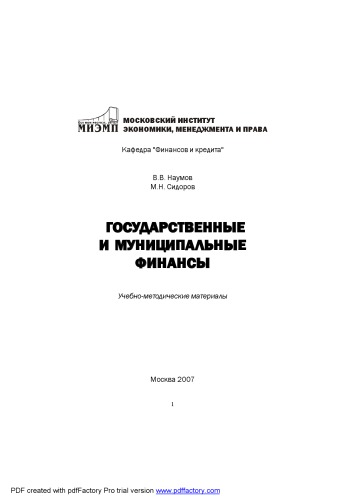 МОСКОВСКИЙ ИНСТИТУТ
МИЭМП ЭКОНОМИКИ, МЕНЕДЖМЕНТА И ПРАВА
Кафедра "Финансов и кредита"
В.В. Наумов
М.Н. Сидоров
ГОСУДАРСТВЕННЫЕ
И МУНИЦИПАЛЬНЫЕ
ФИНАНСЫ
Учебно-методические материалы
Москва 2007
1
PDF created with pdfFactory Pro trial version www.pdffactory.com